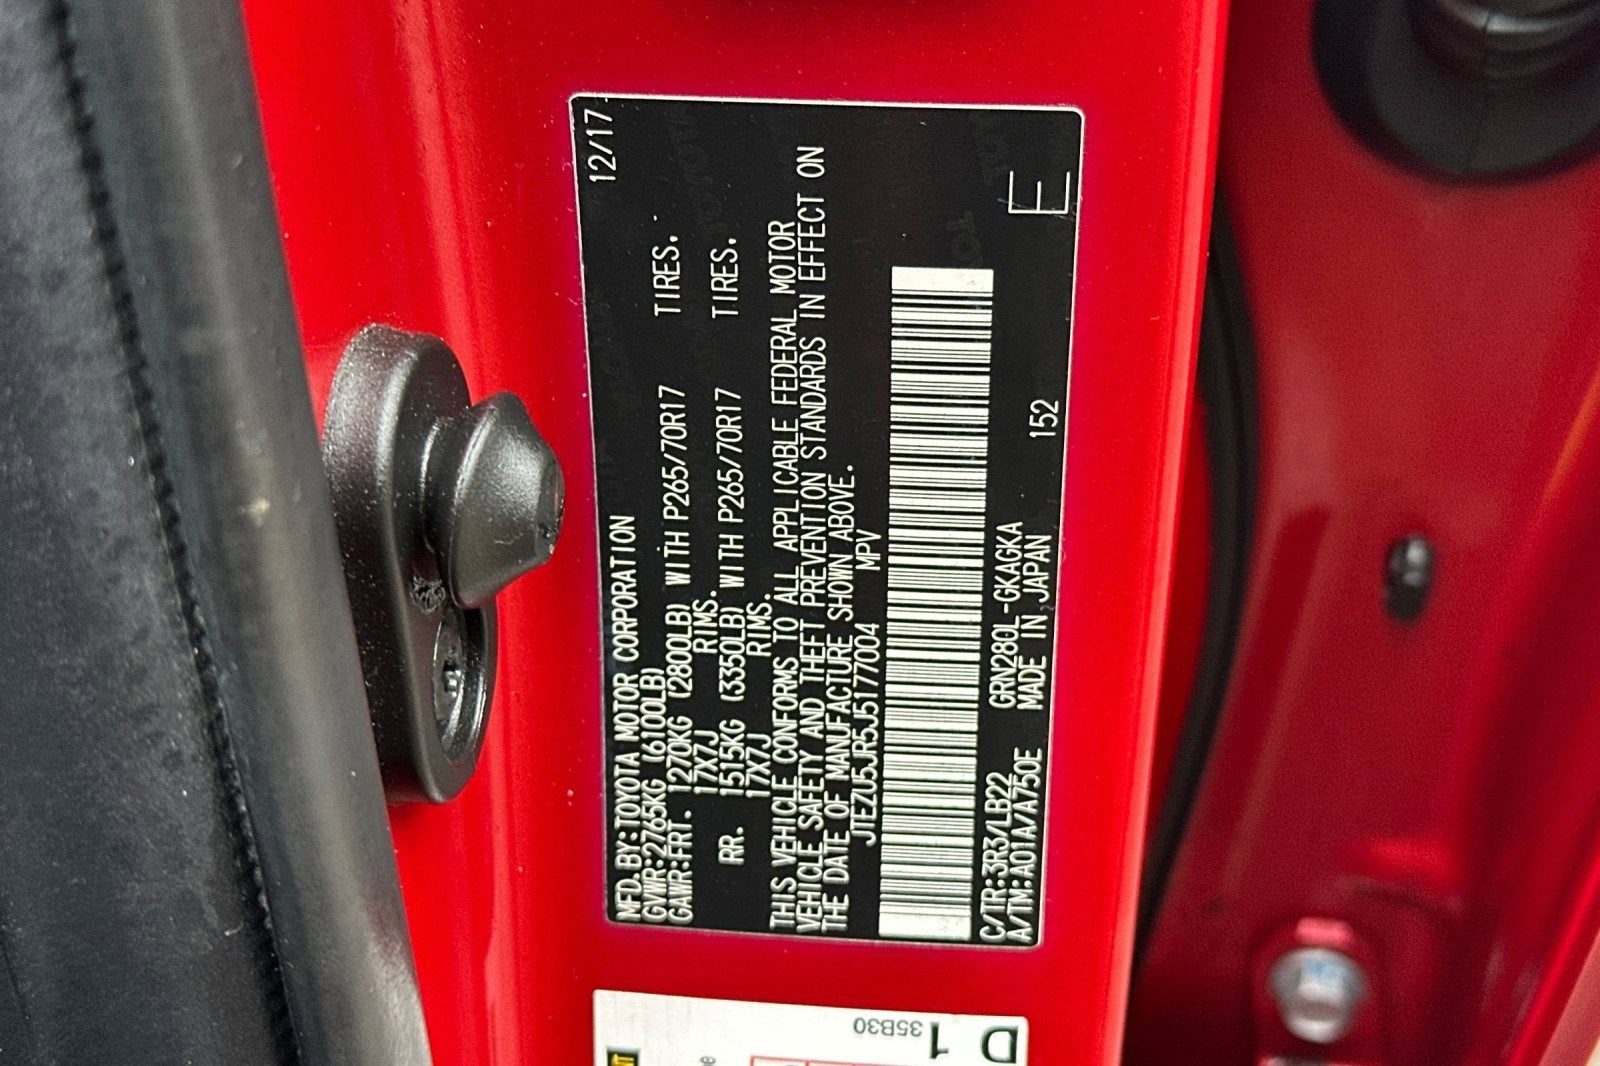 12/17
MFD.BY:TOYOTA MOTOR CORPORATION
GVWR:2765KG (6100LB)
GAWR:FRT. 1270KG (2800LB) WITH P265/70R17 TIRES.
17X7J RIMS.
RR. 1515KG (3350LB) WITH P265/70R17 TIRES.
17X7J RIMS.
THIS VEHICLE CONFORMS TO ALL APPLICABLE FEDERAL MOTOR
VEHICLE SAFETY AND THEFT PREVENTION STANDARDS IN EFFECT ON
THE DATE OF MANUFACTURE SHOWN ABOVE.
JTEZU5JR5J5177004 MPV
C/TR:3R3/LB22 GRN280L-GKAGKA
A/TM:A01A/A750E MADE IN JAPAN 152
E
35B30
D
1